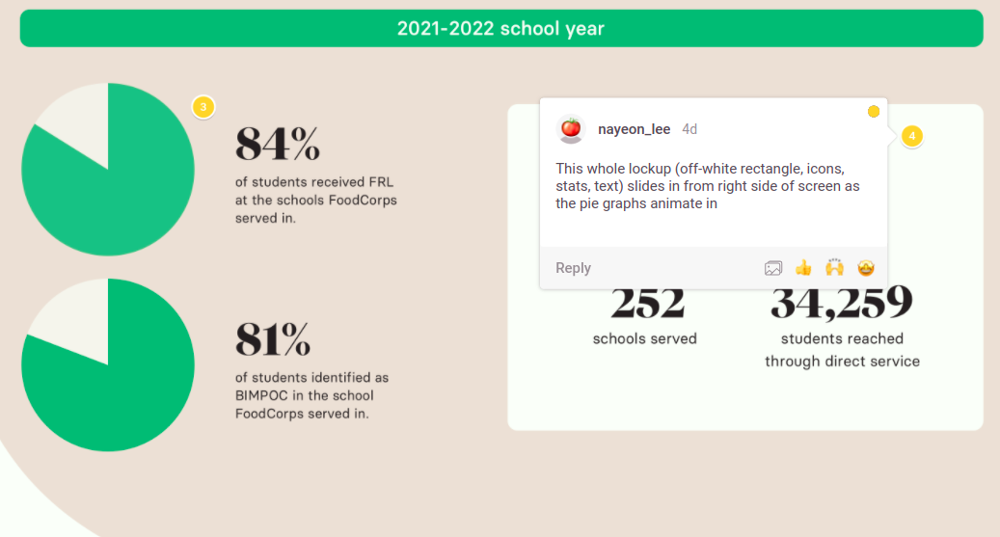 2021-2022 school year
3
84%
of students received FRL
at the schools FoodCorps
served in.
81%
of students identified as
BIMPOC in the school
FoodCorps served in.
nayeon_lee 4d
4
This whole lockup (off-white rectangle, icons,
stats, text) slides in from right side of screen as
the pie graphs animate in
Reply
252
schools served
34,259
students reached
through direct service